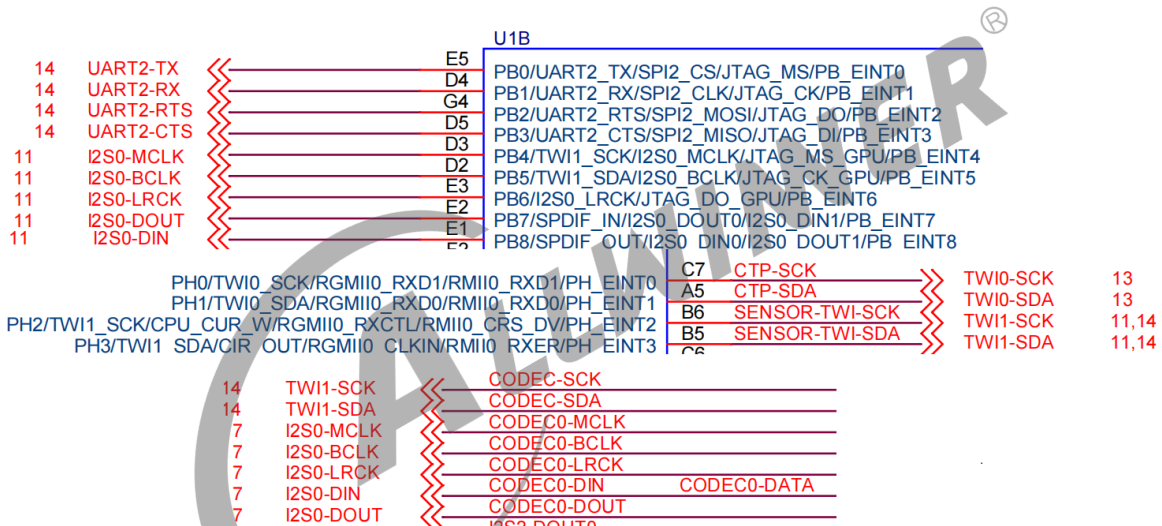 U1B
14 UART2-TX E5 PB0/UART2_TX/SPI2_CS/JTAG_MS/PB_EINT0
14 UART2-RX D4 PB1/UART2_RX/SPI2_CLK/JTAG_CK/PB_EINT1
14 UART2-RTS G4 PB2/UART2_RTS/SPI2_MOSI/JTAG_DO/PB_EINT2
14 UART2-CTS D5 PB3/UART2_CTS/SPI2_MISO/JTAG_DI/PB_EINT3
11 I2S0-MCLK D3 PB4/TWI1_SCK/I2S0_MCLK/JTAG_MS_GPU/PB_EINT4
11 I2S0-BCLK D2 PB5/TWI1_SDA/I2S0_BCLK/JTAG_CK_GPU/PB_EINT5
11 I2S0-LRCK E3 PB6/I2S0_LRCK/JTAG_DO_GPU/PB_EINT6
11 I2S0-DOUT E2 PB7/SPDIF_IN/I2S0_DOUT0/I2S0_DIN1/PB_EINT7
11 I2S0-DIN E1 PB8/SPDIF_OUT/I2S0_DIN0/I2S0_DOUT1/PB_EINT8
PH0/TWI0_SCK/RGMII0_RXD1/RMII0_RXD1/PH_EINT0 C7 CTP-SCK TWI0-SCK 13
PH1/TWI0_SDA/RGMII0_RXD0/RMII0_RXD0/PH_EINT1 A5 CTP-SDA TWI0-SDA 13
PH2/TWI1_SCK/CPU_CUR_W/RGMII0_RXCTL/RMII0_CRS_DV/PH_EINT2 B6 SENSOR-TWI-SCK TWI1-SCK 11,14
PH3/TWI1_SDA/CIR_OUT/RGMII0_CLKIN/RMII0_RXER/PH_EINT3 B5 SENSOR-TWI-SDA TWI1-SDA 11,14
14 TWI1-SCK CODEC-SCK
14 TWI1-SDA CODEC-SDA
7 I2S0-MCLK CODEC0-MCLK
7 I2S0-BCLK CODEC0-BCLK
7 I2S0-LRCK CODEC0-LRCK
7 I2S0-DIN CODEC0-DIN CODEC0-DATA
7 I2S0-DOUT CODEC0-DOUT
ALLWINNER®